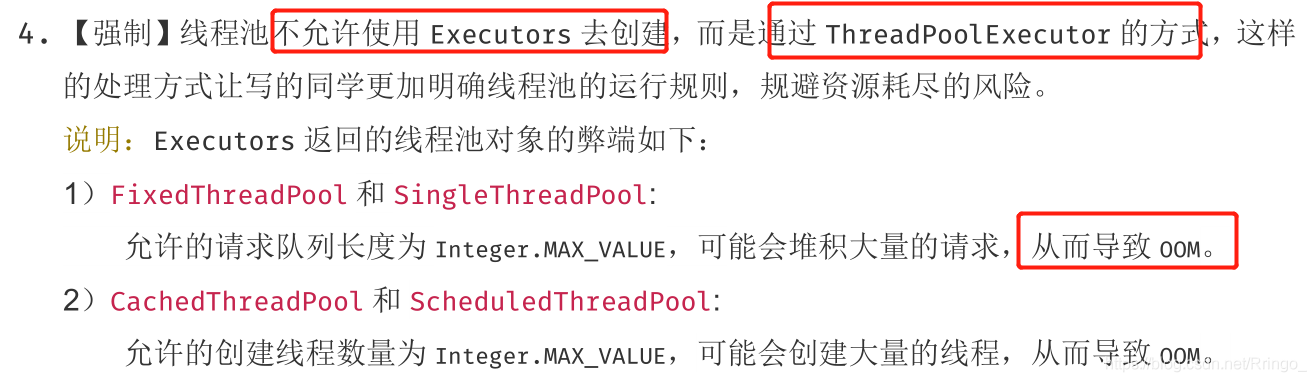 4. 【强制】线程池不允许使用 Executors 去创建，而是通过 ThreadPoolExecutor 的方式，这样
的处理方式让写的同学更加明确线程池的运行规则，规避资源耗尽的风险。
说明：Executors 返回的线程池对象的弊端如下：
1）FixedThreadPool 和 SingleThreadPool:
允许的请求队列长度为 Integer.MAX_VALUE，可能会堆积大量的请求，从而导致 OOM。
2）CachedThreadPool 和 ScheduledThreadPool:
允许的创建线程数量为 Integer.MAX_VALUE，可能会创建大量的线程，从而导致 OOM。
https://blog.csdn.net/Rringo_